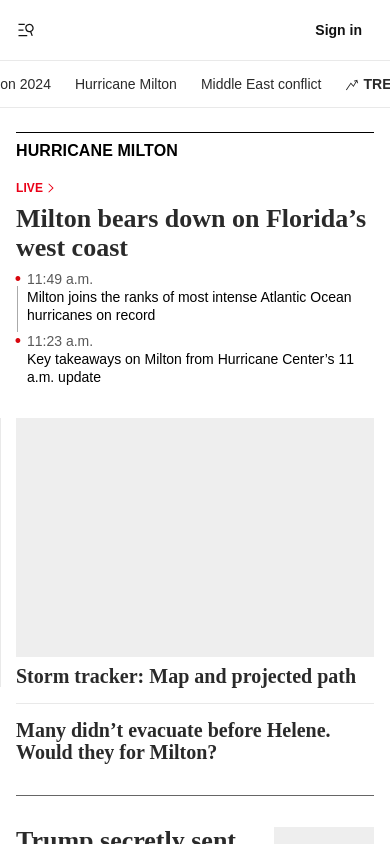 Sign in
on 2024 Hurricane Milton Middle East conflict TRE
HURRICANE MILTON
LIVE
Milton bears down on Florida’s
west coast
11:49 a.m.
Milton joins the ranks of most intense Atlantic Ocean
hurricanes on record
11:23 a.m.
Key takeaways on Milton from Hurricane Center’s 11
a.m. update
Storm tracker: Map and projected path
Many didn’t evacuate before Helene.
Would they for Milton?
Trump secretly sent